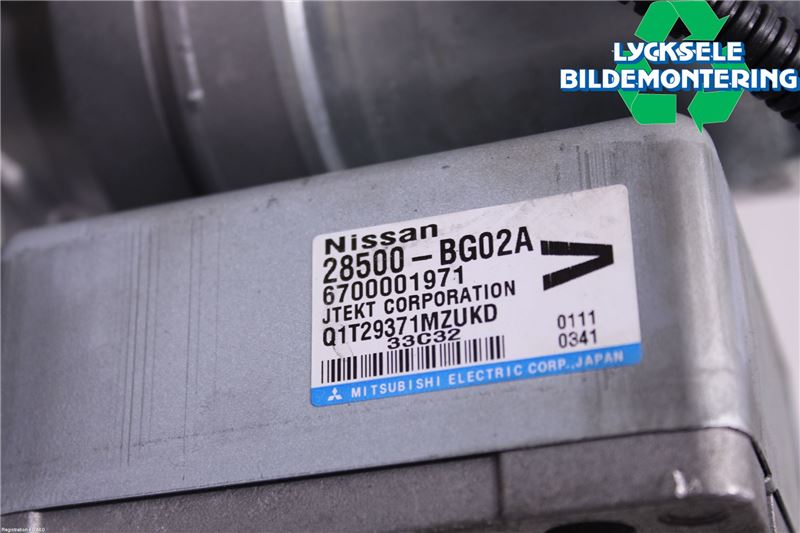 LYCKSELE
BILDEMONTERING
Nissan
28500-BG02A
6700001971
JTEKT CORPORATION
Q1T29371MZUKD
33C32
0111
0341
MITSUBISHI ELECTRIC CORP., JAPAN